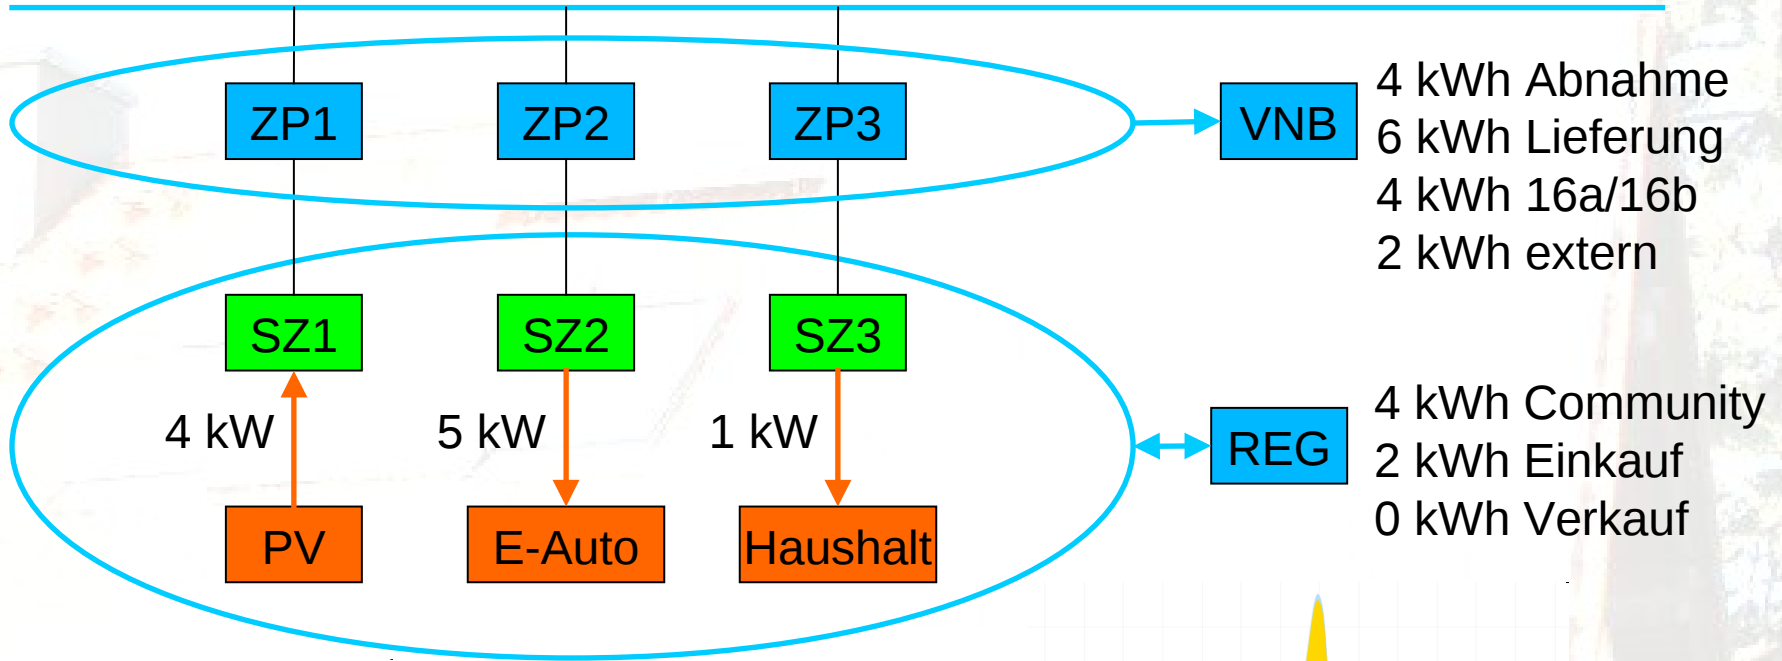 ZP1
ZP2
ZP3
VNB
4 kWh Abnahme
6 kWh Lieferung
4 kWh 16a/16b
2 kWh extern
SZ1
SZ2
SZ3
4 kW
5 kW
1 kW
REG
4 kWh Community
2 kWh Einkauf
0 kWh Verkauf
PV
E-Auto
Haushalt